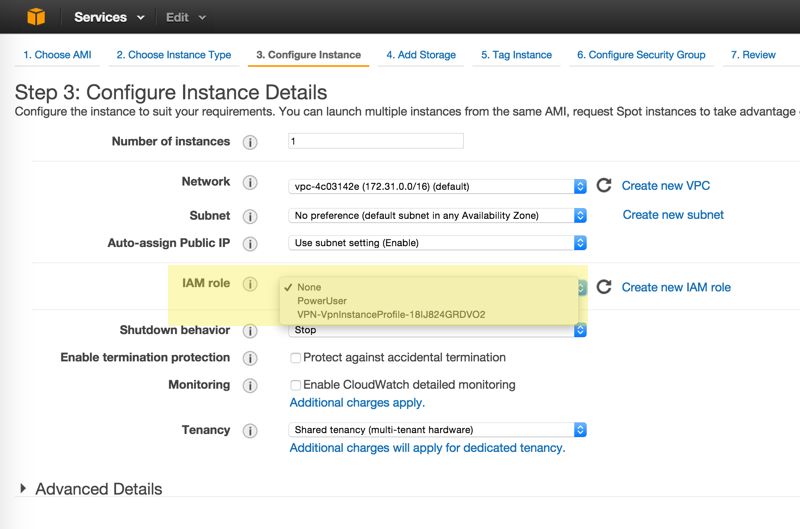 Services Edit
1. Choose AMI 2. Choose Instance Type 3. Configure Instance 4. Add Storage 5. Tag Instance 6. Configure Security Group 7. Review
Step 3: Configure Instance Details
Configure the instance to suit your requirements. You can launch multiple instances from the same AMI, request Spot instances to take advantage
Number of instances i 1
Network i vpc-4c03142e (172.31.0.0/16) (default) Create new VPC
Subnet i No preference (default subnet in any Availability Zone) Create new subnet
Auto-assign Public IP i Use subnet setting (Enable)
IAM role i ✓ None Create new IAM role
PowerUser
VPN-VpnInstanceProfile-18IJ824GRDVO2
Shutdown behavior i Stop
Enable termination protection i Protect against accidental termination
Monitoring i Enable CloudWatch detailed monitoring
Additional charges apply.
Tenancy i Shared tenancy (multi-tenant hardware)
Additional charges will apply for dedicated tenancy.
Advanced Details